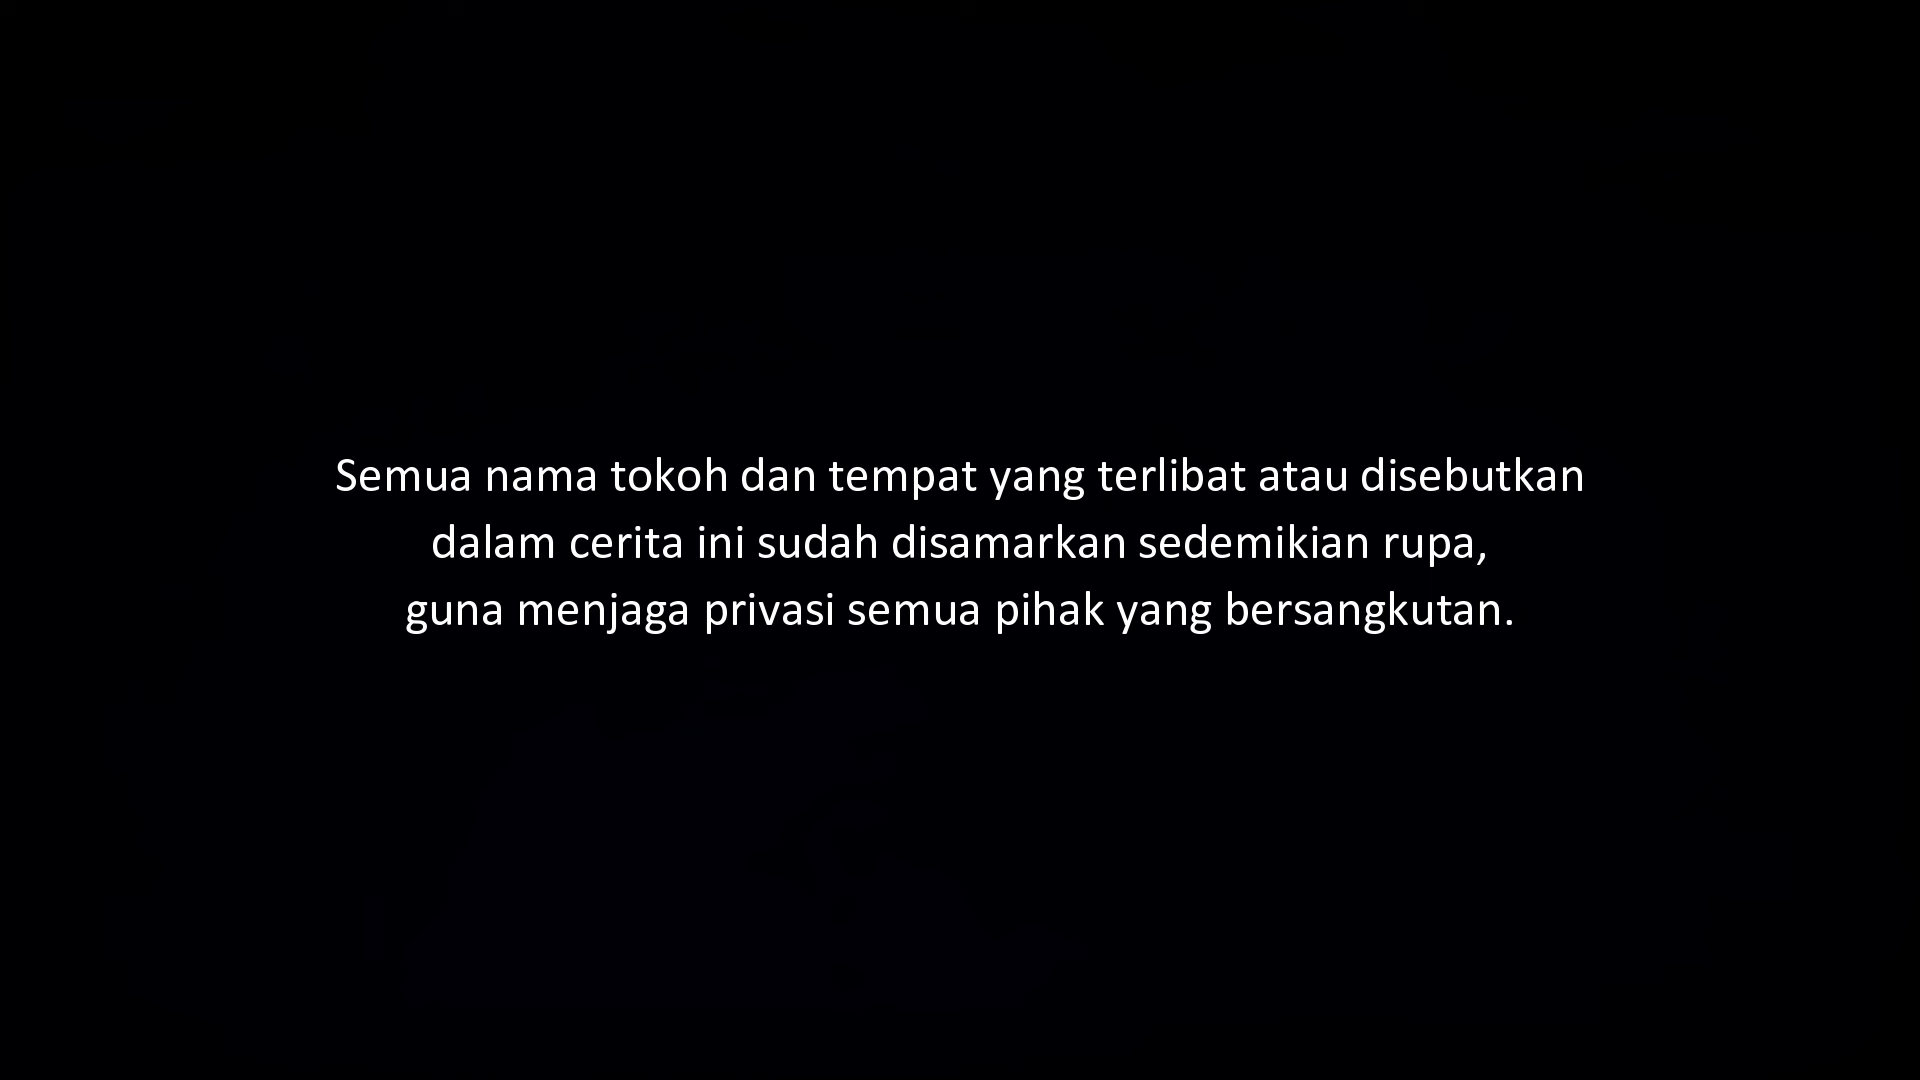 Semua nama tokoh dan tempat yang terlibat atau disebutkan
dalam cerita ini sudah disamarkan sedemikian rupa,
guna menjaga privasi semua pihak yang bersangkutan.